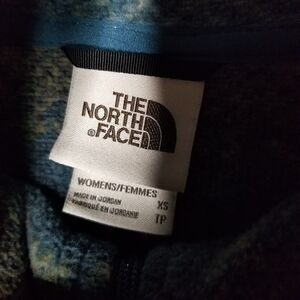 THE
NORTH
®FACE
WOMENS/FEMMES
MADE IN JORDAN
FABRIQUÉ EN JORDANIE
XS
TP